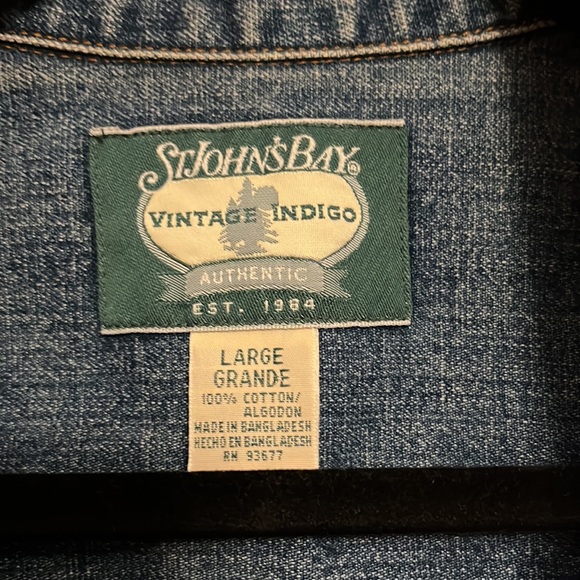 ST JOHN'S BAY®
VINTAGE INDIGO
AUTHENTIC
EST. 1984
LARGE
GRANDE
100% COTTON/
ALGODON
MADE IN BANGLADESH
HECHO EN BANGLADESH
RN 93677